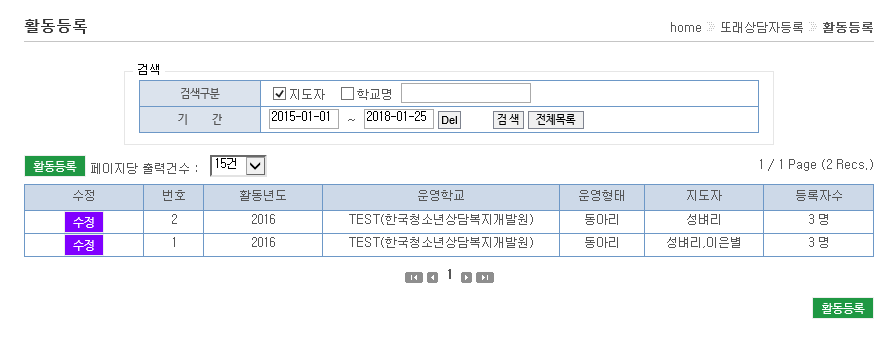 활동등록
home 또래상담자등록 활동등록
검색
검색구분 지도자 학교명
기 간 2015-01-01 ~ 2018-01-25 Del 검 색 전체목록
활동등록 페이지당 출력건수 : 15건 1 / 1 Page (2 Recs.)
수정 번호 활동년도 운영학교 운영형태 지도자 등록자수
수정 2 2016 TEST(한국청소년상담복지개발원) 동아리 성벼리 3 명
수정 1 2016 TEST(한국청소년상담복지개발원) 동아리 성벼리,이은별 3 명
1
활동등록